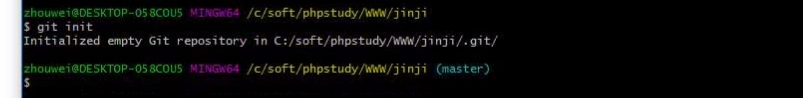 zhouwei@DESKTOP-058COU5 MINGW64 /c/soft/phpstudy/WWW/jinji
$ git init
Initialized empty Git repository in C:/soft/phpstudy/WWW/jinji/.git/
zhouwei@DESKTOP-058COU5 MINGW64 /c/soft/phpstudy/WWW/jinji (master)
$